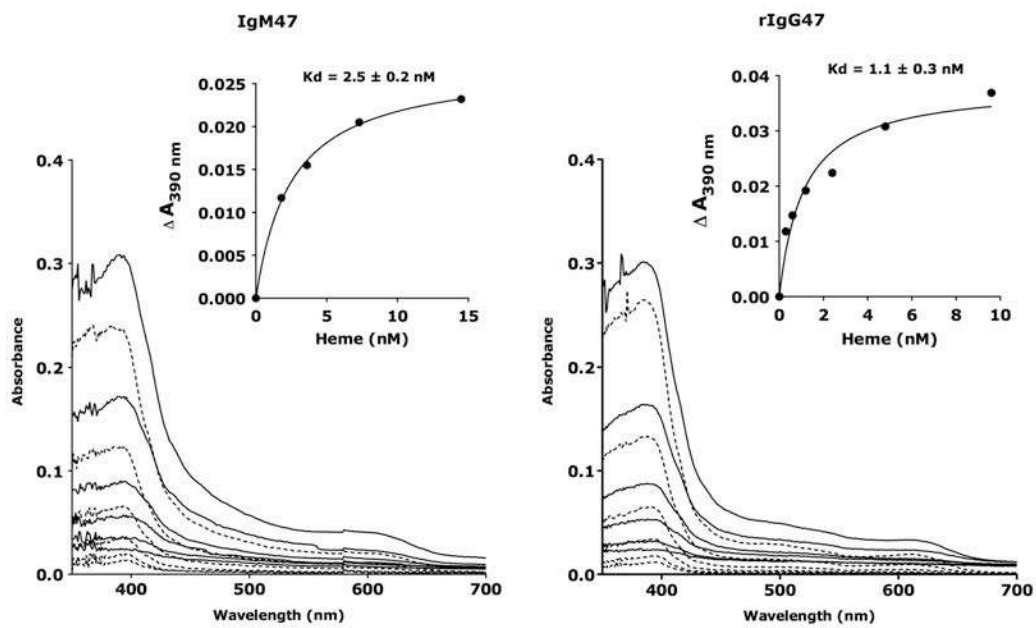 IgM47
Kd = 2.5 ± 0.2 nM
0.025
0.020
0.015
0.010
0.005
0.000
Δ A390 nm
0 5 10 15
Heme (nM)
0.4
0.3
0.2
0.1
0.0
Absorbance
400 500 600 700
Wavelength (nm)
rIgG47
Kd = 1.1 ± 0.3 nM
0.04
0.03
0.02
0.01
0.00
Δ A390 nm
0 2 4 6 8 10
Heme (nM)
0.4
0.3
0.2
0.1
0.0
Absorbance
400 500 600 700
Wavelength (nm)